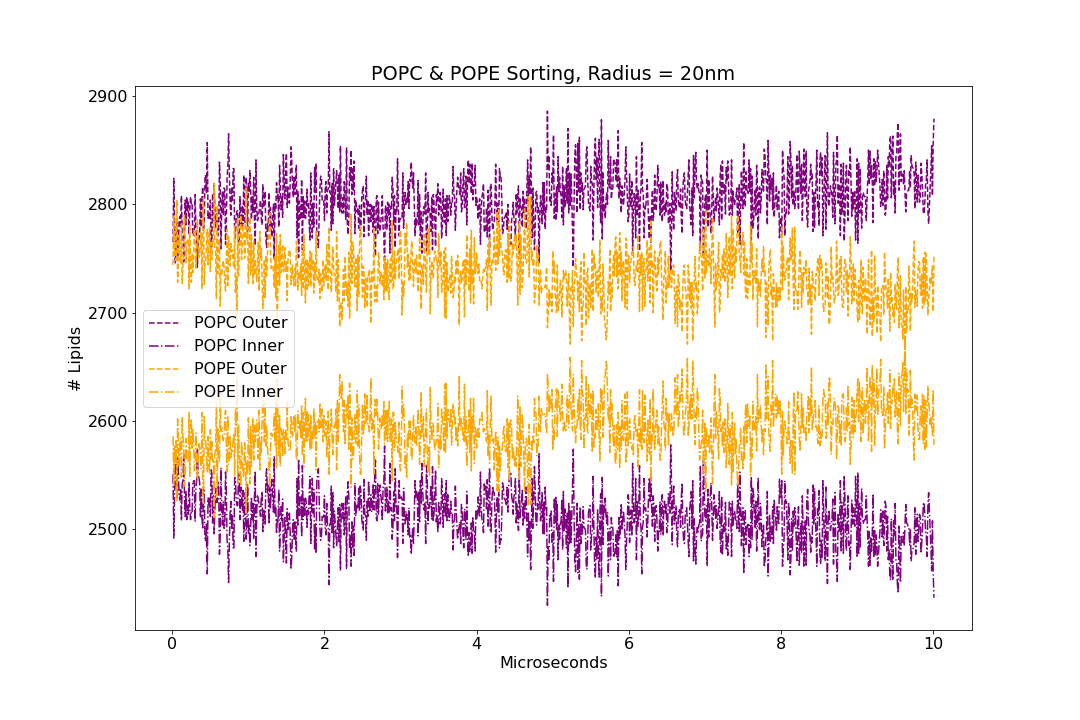 POPC & POPE Sorting, Radius = 20nm
2900
2800
2700
2600
2500
# Lipids
POPC Outer
POPC Inner
POPE Outer
POPE Inner
0 2 4 6 8 10
Microseconds